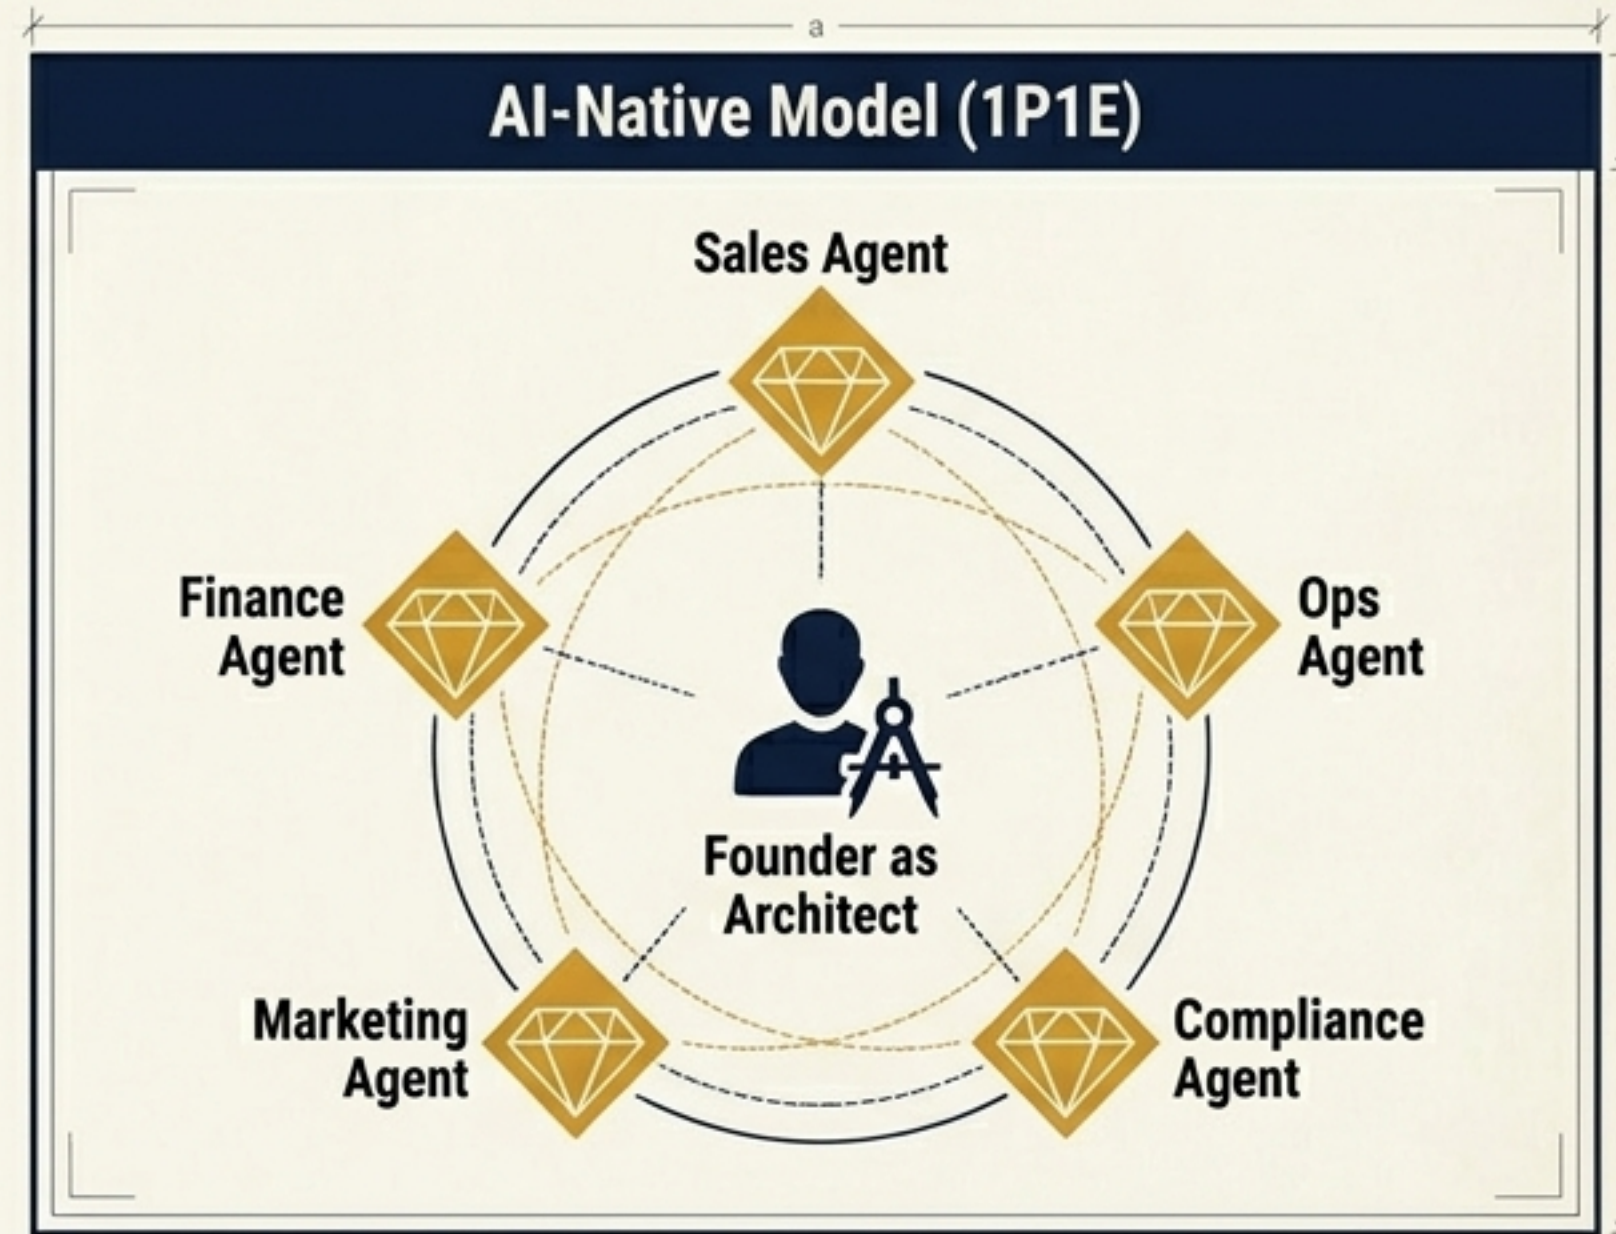 a
AI-Native Model (1P1E)
Sales Agent
Finance
Agent
Ops
Agent
Founder as
Architect
Marketing
Agent
Compliance
Agent